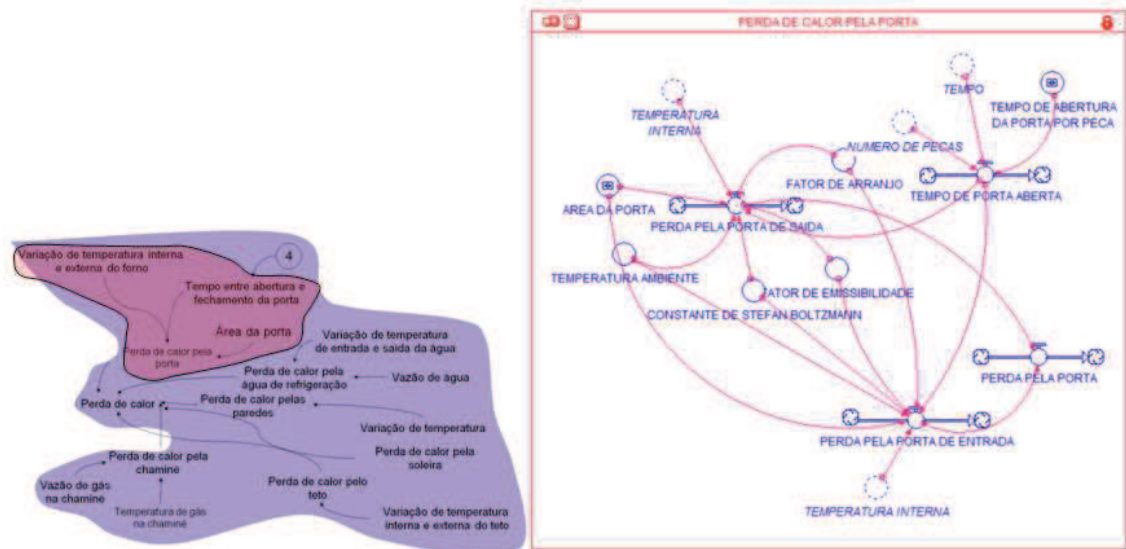 Variação de temperatura interna
e externa do forno
4
Tempo entre abertura e
fechamento da porta
Área da porta
Perda de calor pela
porta
Variação de temperatura
de entrada e saída da água
Perda de calor pela
água de refrigeração
Vazão de água
Perda de calor
Perda de calor pelas
paredes
Variação de temperatura
Perda de calor pela
soleira
Perda de calor pela
chaminé
Vazão de gás
na chaminé
Perda de calor pelo
teto
Temperatura de gás
na chaminé
Variação de temperatura
interna e externa do teto
PERDA DE CALOR PELA PORTA
TEMPERATURA
INTERNA
TEMPO
TEMPO DE ABERTURA
DA PORTA POR PECA
NUMERO DE PECAS
FATOR DE ARRANJO
TEMPO DE PORTA ABERTA
AREA DA PORTA
PERDA PELA PORTA DE SAIDA
TEMPERATURA AMBIENTE
FATOR DE EMISSIBILIDADE
CONSTANTE DE STEFAN BOLTZMANN
PERDA PELA PORTA
PERDA PELA PORTA DE ENTRADA
TEMPERATURA INTERNA